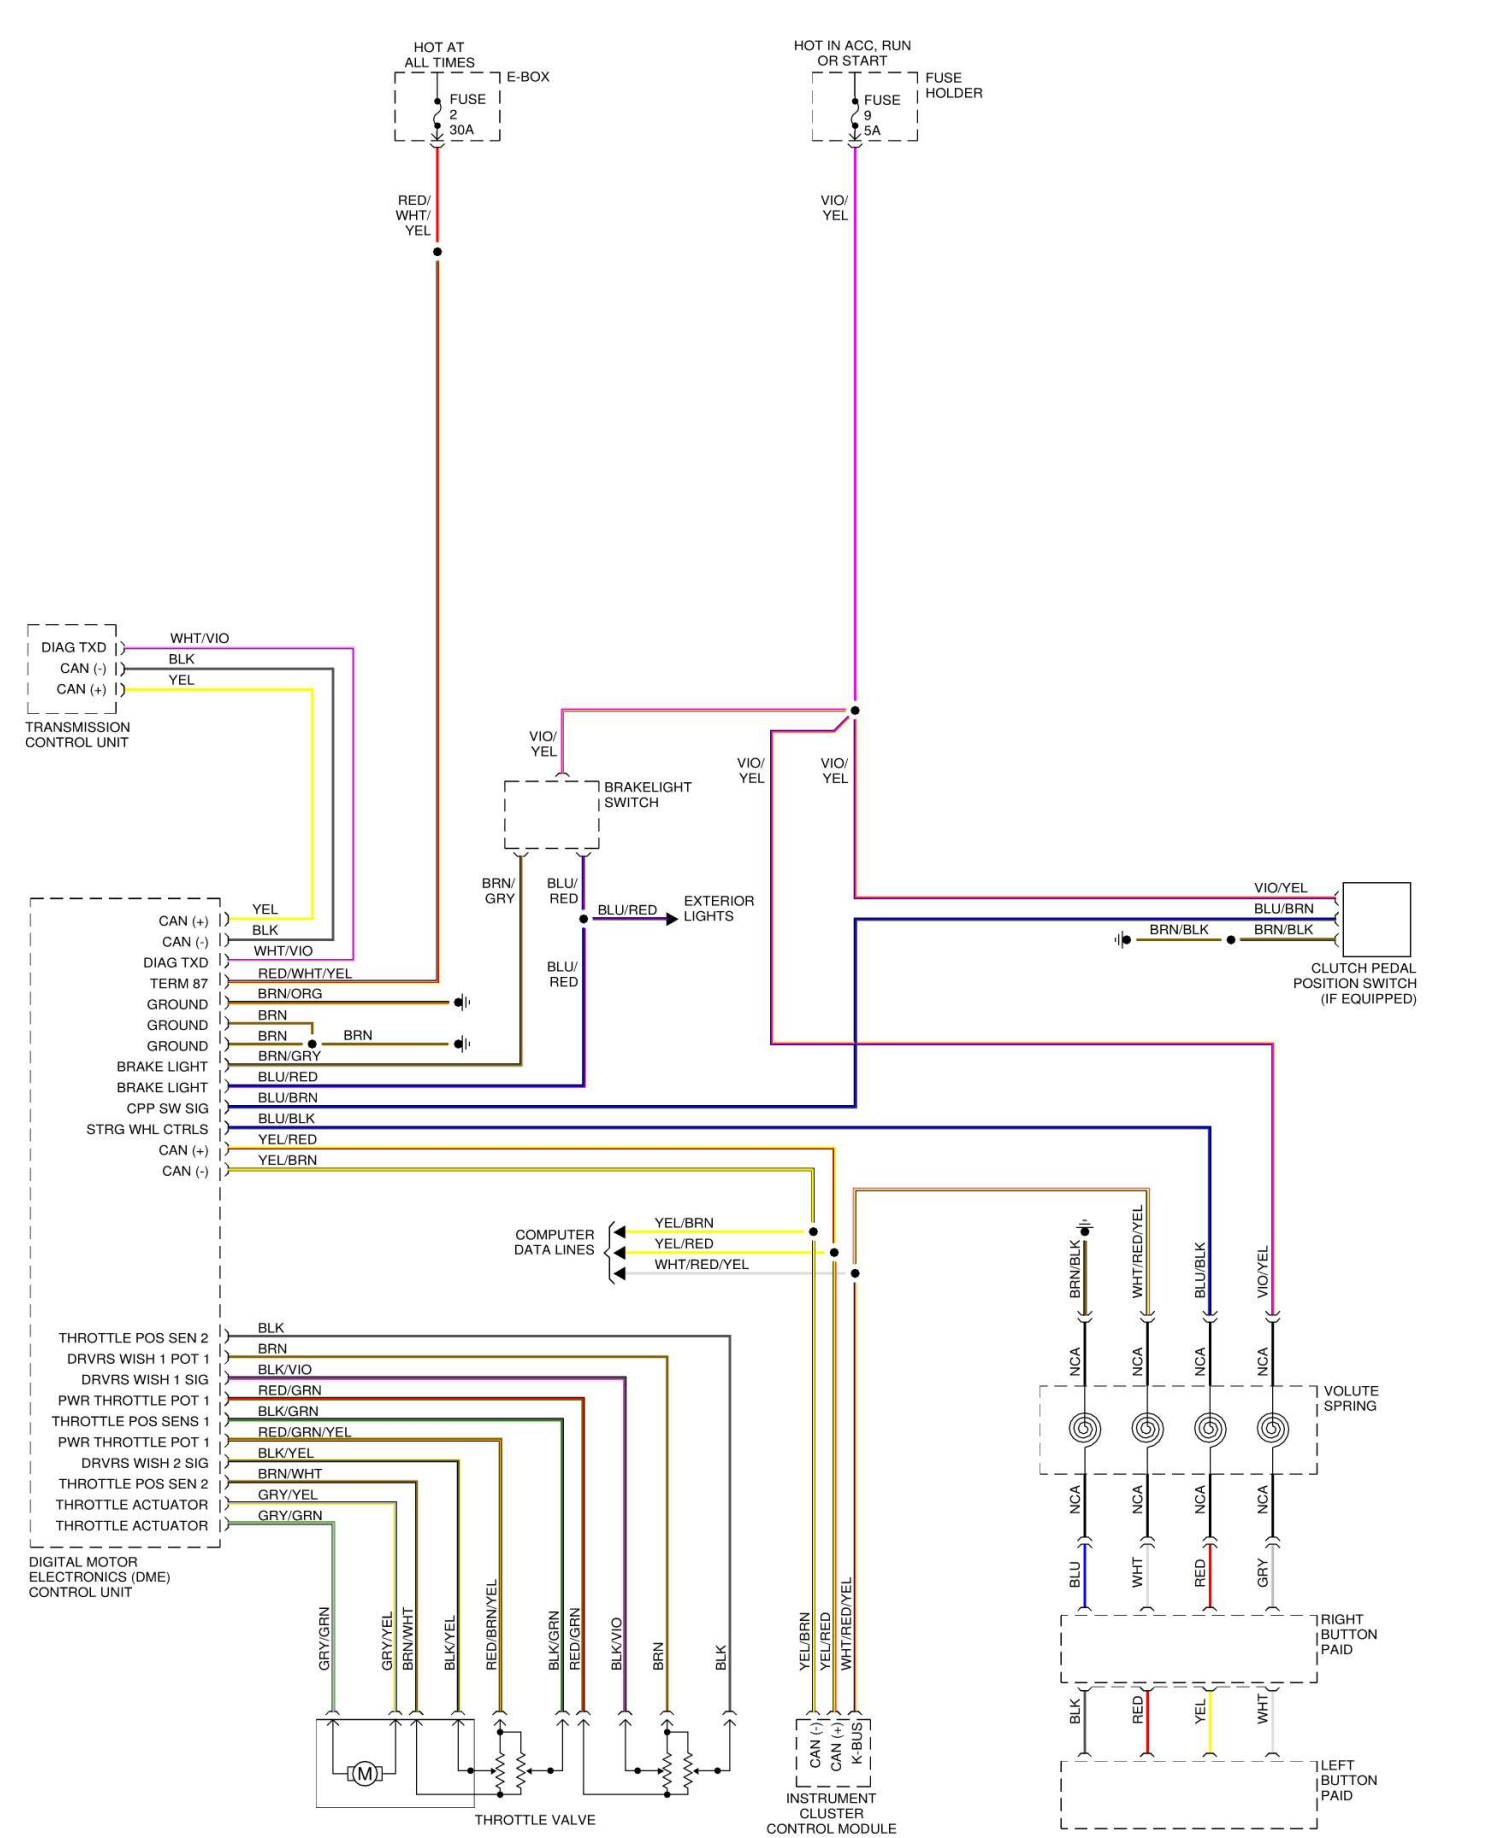 HOT AT
ALL TIMES
E-BOX
FUSE
2
30A
HOT IN ACC, RUN
OR START
FUSE
HOLDER
FUSE
9
5A
RED/
WHT/
YEL
VIO/
YEL
DIAG TXD
CAN (-)
CAN (+)
WHT/VIO
BLK
YEL
TRANSMISSION
CONTROL UNIT
VIO/
YEL
VIO/
YEL
VIO/
YEL
BRAKELIGHT
SWITCH
BRN/
GRY
BLU/
RED
BLU/RED
EXTERIOR
LIGHTS
BLU/
RED
VIO/YEL
BLU/BRN
BRN/BLK
BRN/BLK
CLUTCH PEDAL
POSITION SWITCH
(IF EQUIPPED)
CAN (+)
YEL
CAN (-)
BLK
DIAG TXD
WHT/VIO
TERM 87
RED/WHT/YEL
GROUND
BRN/ORG
GROUND
BRN
GROUND
BRN
BRN
BRAKE LIGHT
BRN/GRY
BRAKE LIGHT
BLU/RED
CPP SW SIG
BLU/BRN
STRG WHL CTRLS
BLU/BLK
CAN (+)
YEL/RED
CAN (-)
YEL/BRN
COMPUTER
DATA LINES
YEL/BRN
YEL/RED
WHT/RED/YEL
BRN/BLK
WHT/RED/YEL
BLU/BLK
VIO/YEL
NCA
NCA
NCA
NCA
VOLUTE
SPRING
NCA
NCA
NCA
NCA
BLU
WHT
RED
GRY
RIGHT
BUTTON
PAID
BLK
RED
YEL
WHT
LEFT
BUTTON
PAID
THROTTLE POS SEN 2
BLK
DRVRS WISH 1 POT 1
BRN
DRVRS WISH 1 SIG
BLK/VIO
PWR THROTTLE POT 1
RED/GRN
THROTTLE POS SENS 1
BLK/GRN
PWR THROTTLE POT 1
RED/GRN/YEL
DRVRS WISH 2 SIG
BLK/YEL
THROTTLE POS SEN 2
BRN/WHT
THROTTLE ACTUATOR
GRY/YEL
THROTTLE ACTUATOR
GRY/GRN
DIGITAL MOTOR
ELECTRONICS (DME)
CONTROL UNIT
GRY/GRN
GRY/YEL
BRN/WHT
BLK/YEL
RED/BRN/YEL
BLK/GRN
RED/GRN
BLK/VIO
BRN
BLK
M
THROTTLE VALVE
YEL/BRN
YEL/RED
WHT/RED/YEL
CAN (-)
CAN (+)
K-BUS
INSTRUMENT
CLUSTER
CONTROL MODULE